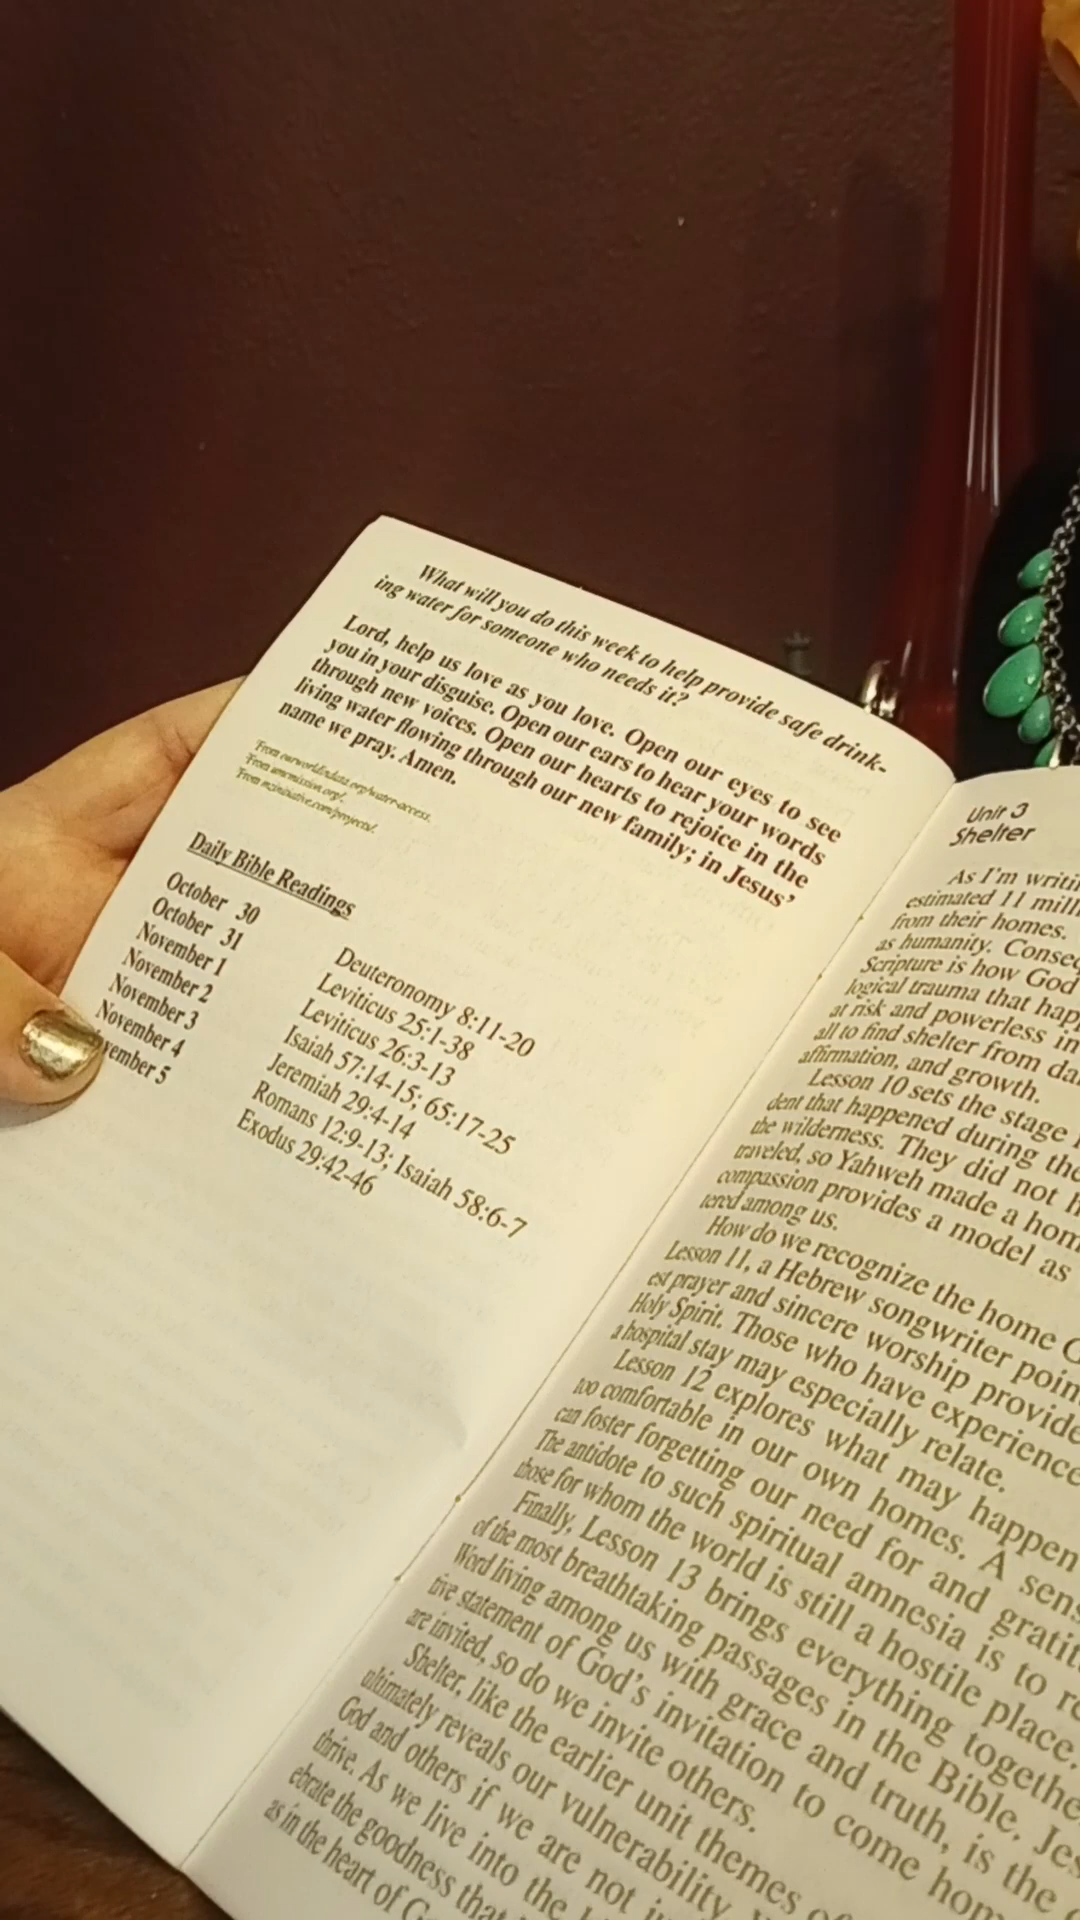 What will you do this week to help provide safe drink-
ing water for someone who needs it?
Lord, help us love as you love. Open our eyes to see
you in your disguise. Open our ears to hear your words
through new voices. Open our hearts to rejoice in the
living water flowing through our new family; in Jesus'
name we pray. Amen.
From ourworldindata.org/water-access.
From umcmission.org/.
Daily Bible Readings
October 30
October 31
November 1
November 2
November 3
November 4
vember 5
Deuteronomy 8:11-20
Leviticus 25:1-38
Leviticus 26:3-13
Isaiah 57:14-15; 65:17-25
Jeremiah 29:4-14
Romans 12:9-13; Isaiah 58:6-7
Exodus 29:42-46
Unit 3
Shelter
As I'm writi
estimated 11 mill
from their homes.
as humanity. Conseq
Scripture is how God
logical trauma that happ
at risk and powerless in
all to find shelter from da
affirmation, and growth.
Lesson 10 sets the stage
dent that happened during the
the wilderness. They did not h
traveled, so Yahweh made a hom
compassion provides a model as
tered among us.
How do we recognize the home G
Lesson 11, a Hebrew songwriter poin
est prayer and sincere worship provide
Holy Spirit. Those who have experience
a hospital stay may especially relate.
Lesson 12 explores what may happen
too comfortable in our own homes. A sens
can foster forgetting our need for and gratit
The antidote to such spiritual amnesia is to re
those for whom the world is still a hostile place.
Finally, Lesson 13 brings everything togethe
of the most breathtaking passages in the Bible, Jes
Word living among us with grace and truth, is the
tive statement of God's invitation to come hom
are invited, so do we invite others.
Shelter, like the earlier unit themes of
ultimately reveals our vulnerability
God and others if we are not i
thrive. As we live into the
ebrate the goodness that
as in the heart of G